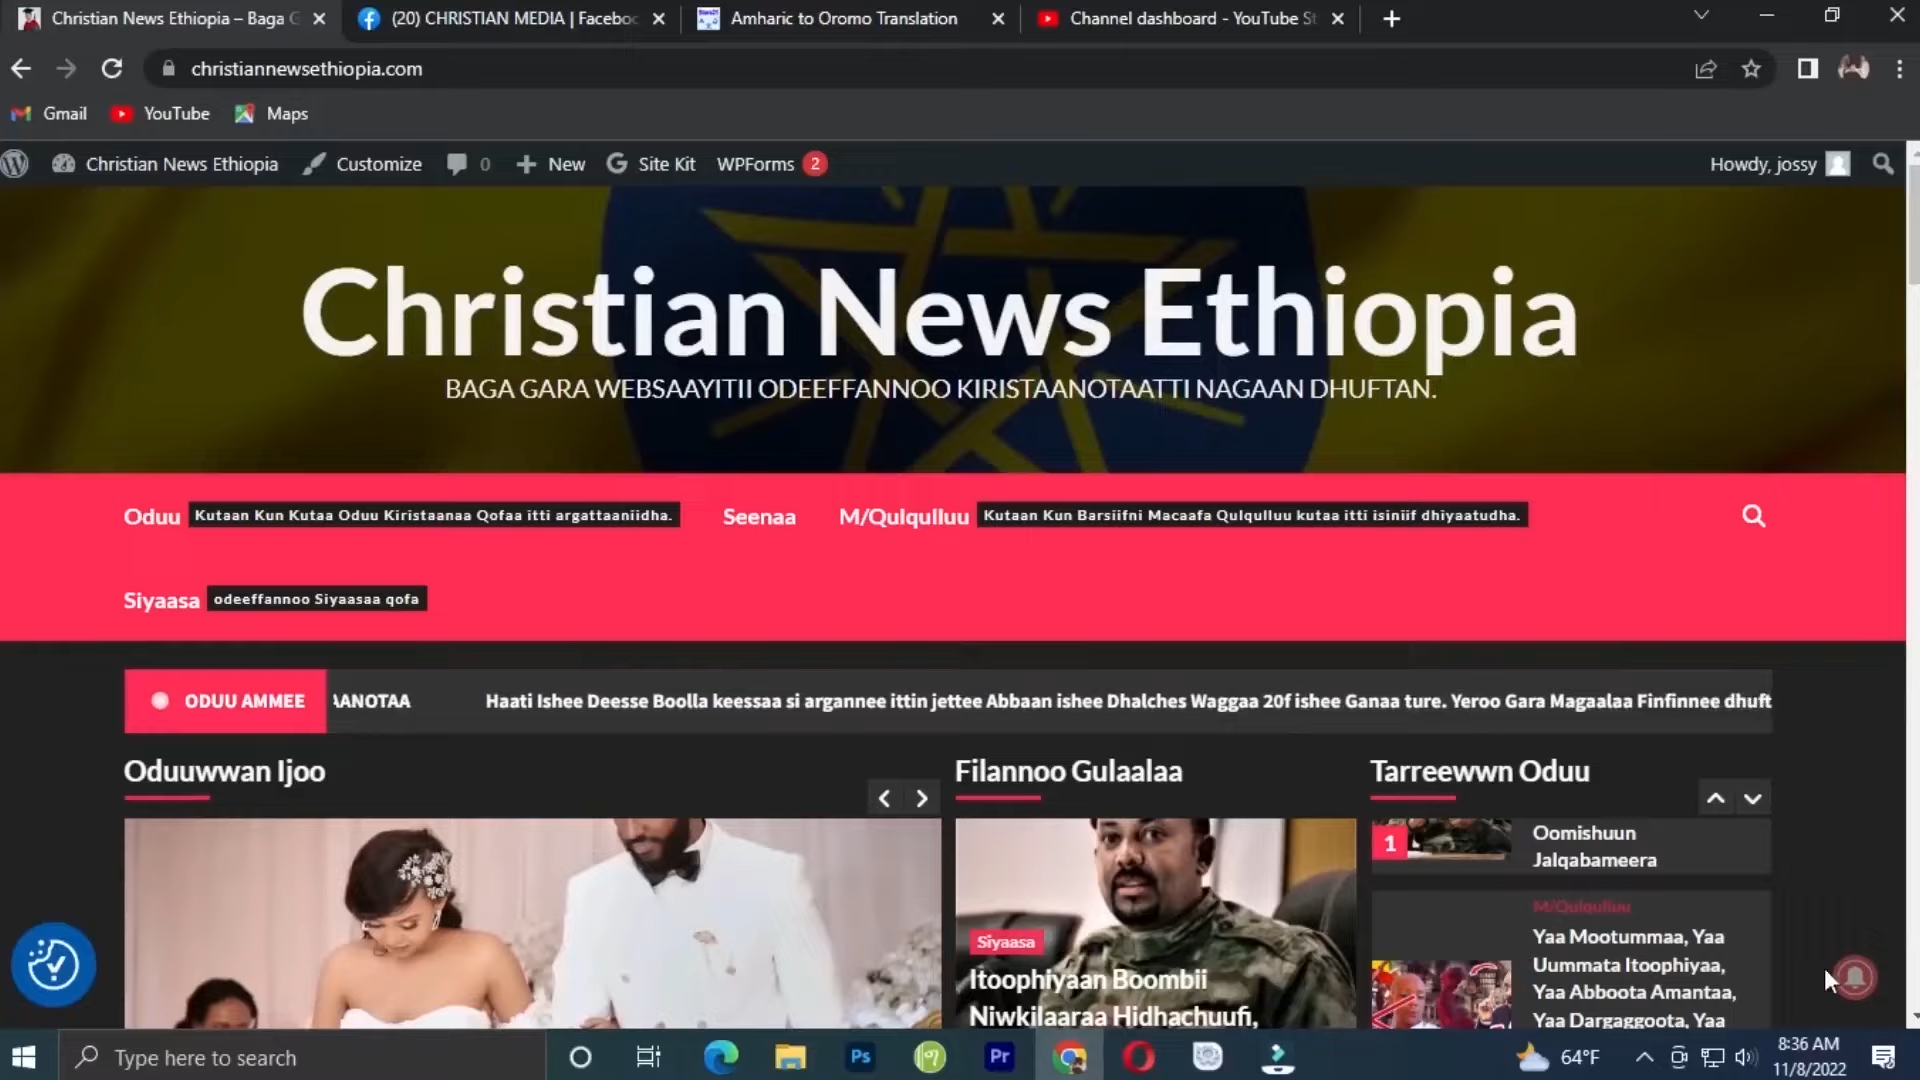 Christian News Ethiopia – Baga G
(20) CHRISTIAN MEDIA | Faceboo
Amharic to Oromo Translation
Channel dashboard - YouTube St
christiannewsethiopia.com
Gmail
YouTube
Maps
Christian News Ethiopia
Customize
0
New
Site Kit
WPForms
2
Howdy, jossy
Christian News Ethiopia
BAGA GARA WEBSAAYITII ODEEFFANNOO KIRISTAANOTAATTI NAGAAN DHUFTAN.
Oduu
Kutaan Kun Kutaa Oduu Kiristaanaa Qofaa itti argattaaniidha.
Seenaa
M/Qulqulluu
Kutaan Kun Barsiifni Macaafa Qulqulluu kutaa itti isiniif dhiyaatudha.
Siyaasa
odeeffannoo Siyaasaa qofa
ODUU AMMEE
AANOTAA
Haati Ishee Deesse Boolla keessaa si argannee ittin jettee Abbaan ishee Dhalches Waggaa 20f ishee Ganaa ture. Yeroo Gara Magaalaa Finfinnee dhuft
Oduuwwan Ijoo
Filannoo Gulaalaa
Siyaasa
Itoophiyaan Boombii
Niwkilaaraa Hidhachuufi,
Tarreewwn Oduu
1
Oomishuun
Jalqabameera
M/Qulqulluu
Yaa Mootummaa, Yaa
Uummata Itoophiyaa,
Yaa Abboota Amantaa,
Yaa Dargaggoota, Yaa
Type here to search
Ps
Pr
64°F
8:36 AM
11/8/2022